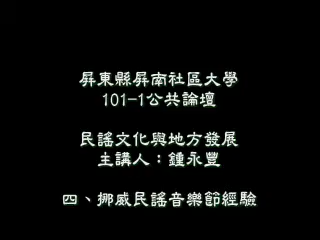 屏東縣屏南社區大學
101-1公共論壇
民謠文化與地方發展
主講人：鍾永豐
四、挪威民謠音樂節經驗